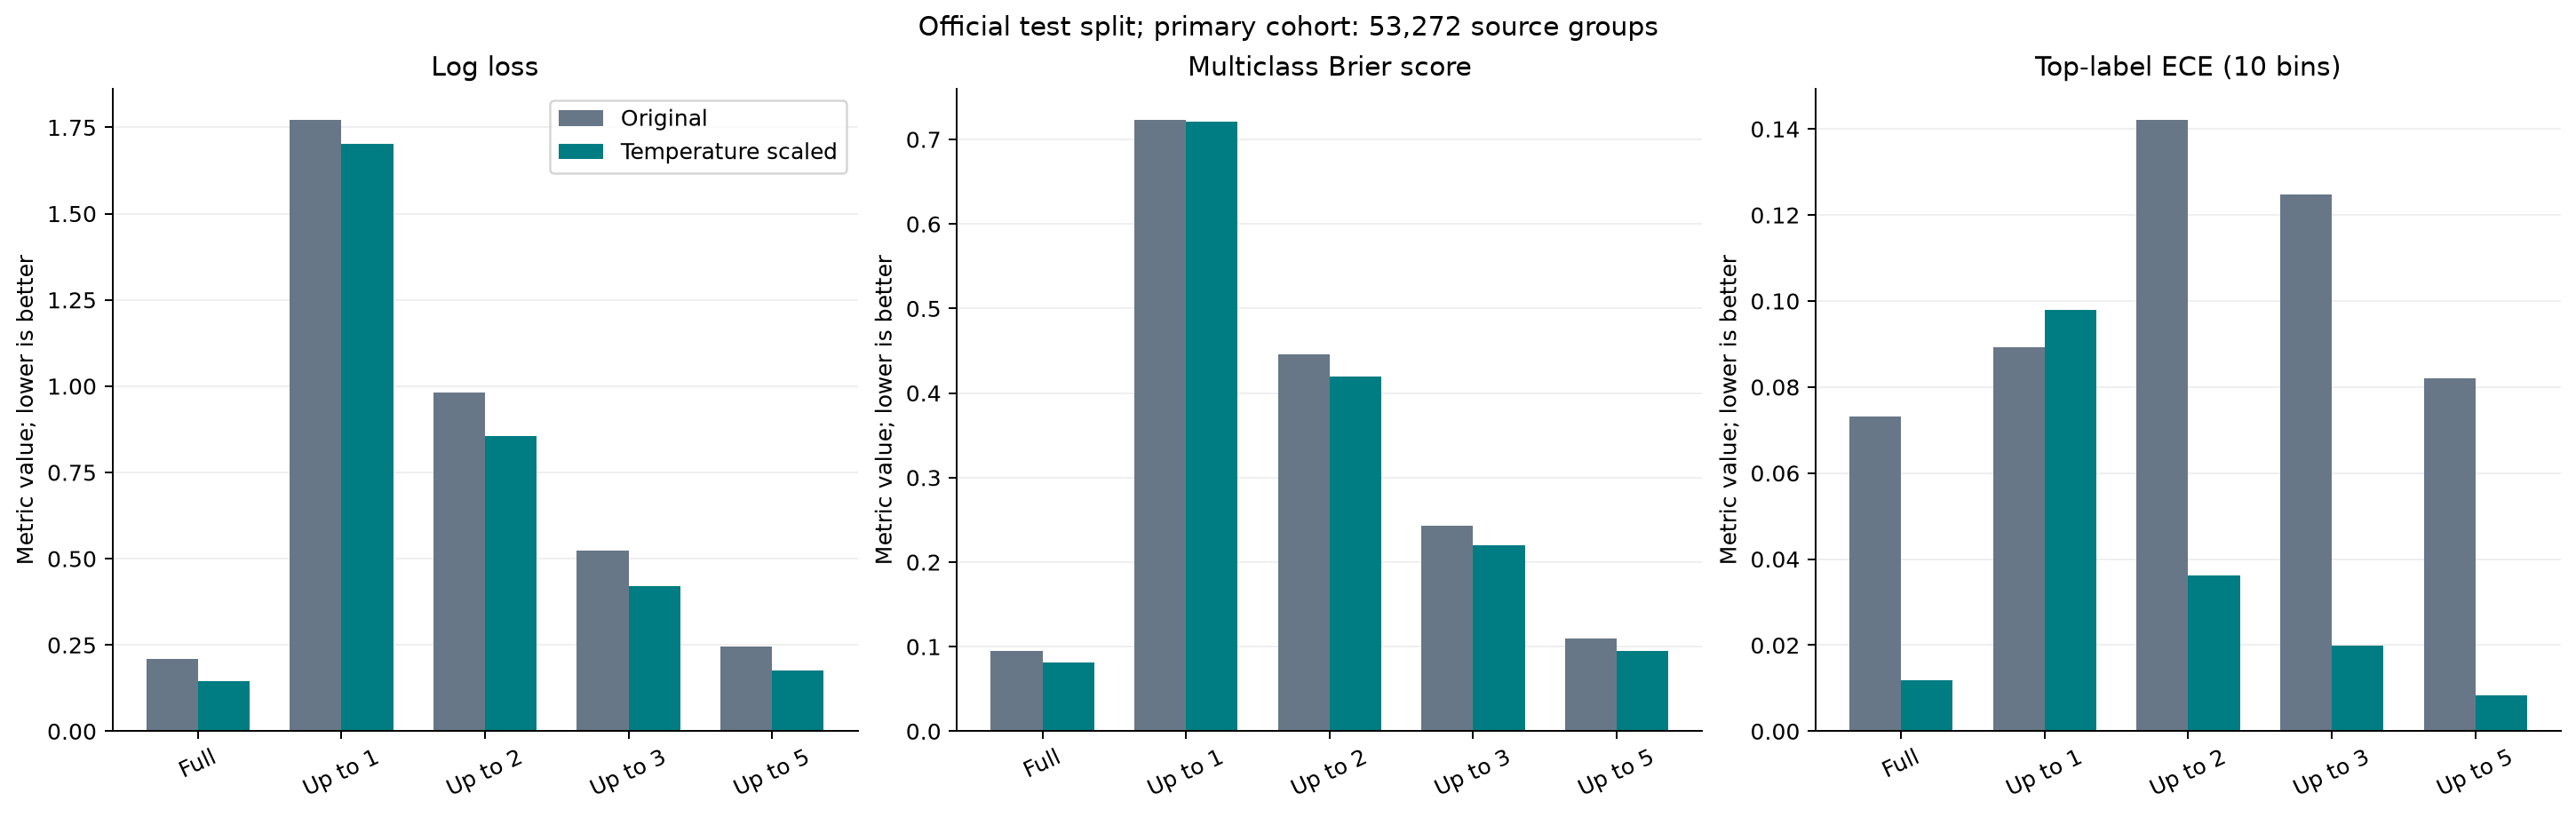 Official test split; primary cohort: 53,272 source groups
Log loss
Metric value; lower is better
1.75
1.50
1.25
1.00
0.75
0.50
0.25
0.00
Original
Temperature scaled
Full
Up to 1
Up to 2
Up to 3
Up to 5
Multiclass Brier score
Metric value; lower is better
0.7
0.6
0.5
0.4
0.3
0.2
0.1
0.0
Full
Up to 1
Up to 2
Up to 3
Up to 5
Top-label ECE (10 bins)
Metric value; lower is better
0.14
0.12
0.10
0.08
0.06
0.04
0.02
0.00
Full
Up to 1
Up to 2
Up to 3
Up to 5